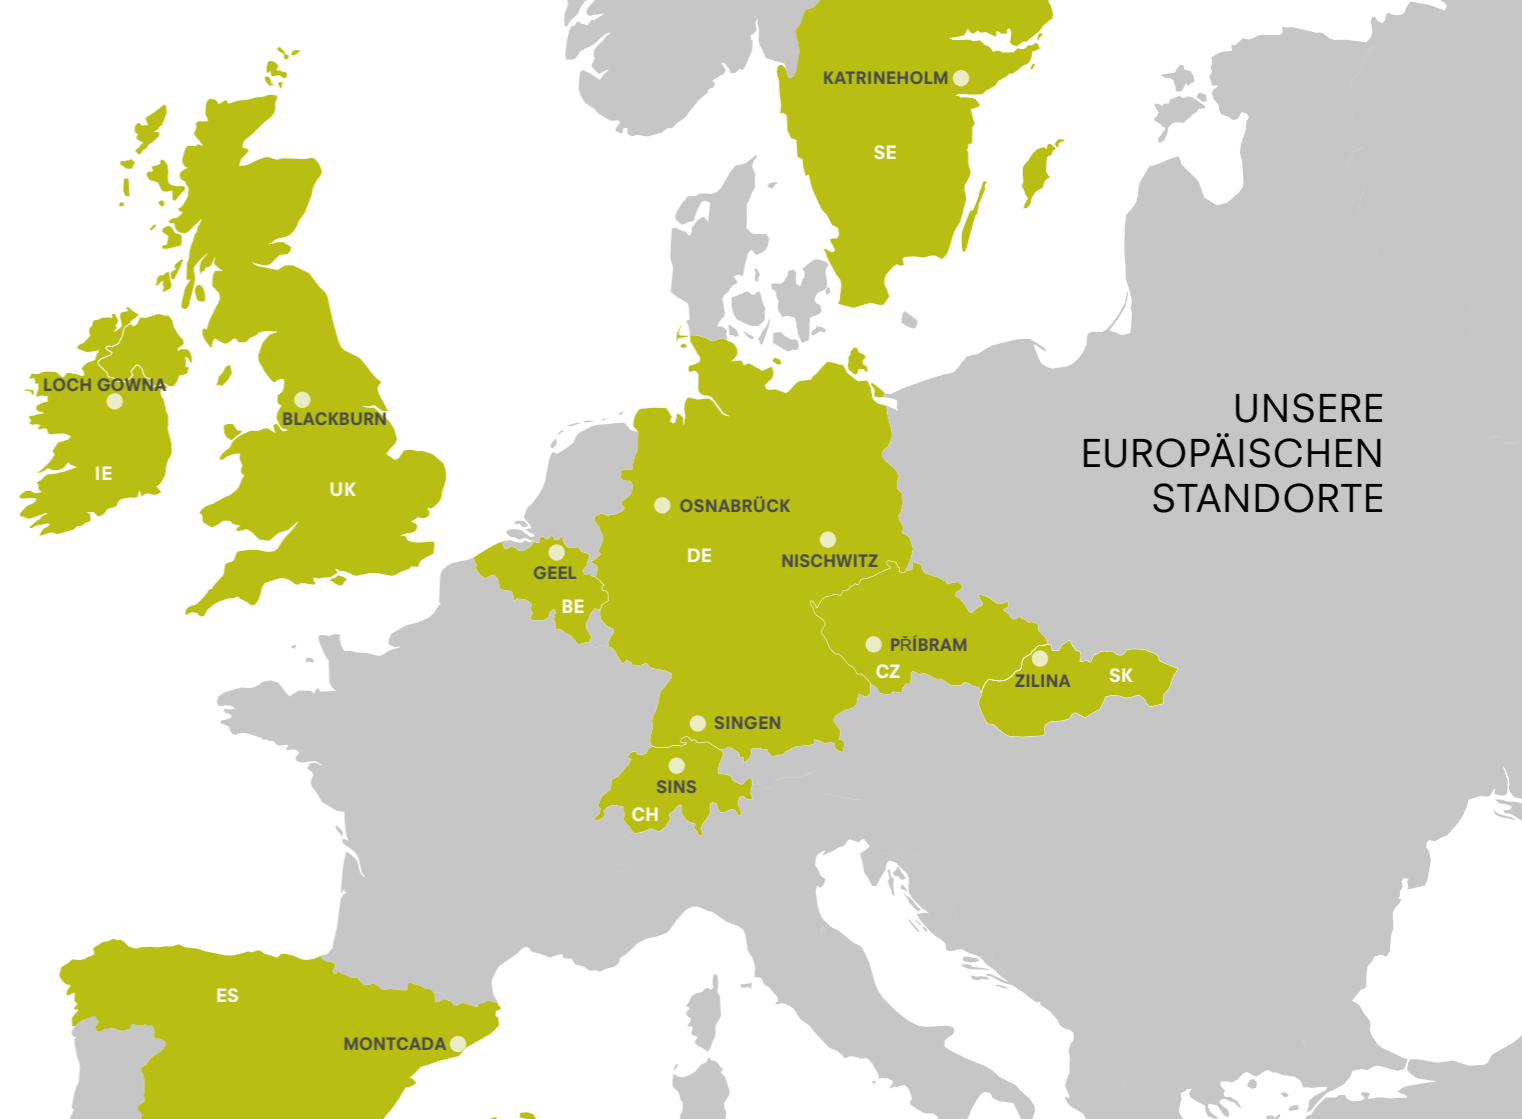 KATRINEHOLM
SE
LOCH GOWNA
BLACKBURN
IE
UK
UNSERE
EUROPÄISCHEN
STANDORTE
OSNABRÜCK
DE
NISCHWITZ
GEEL
BE
PŘÍBRAM
CZ
ZILINA
SK
SINGEN
SINS
CH
ES
MONTCADA